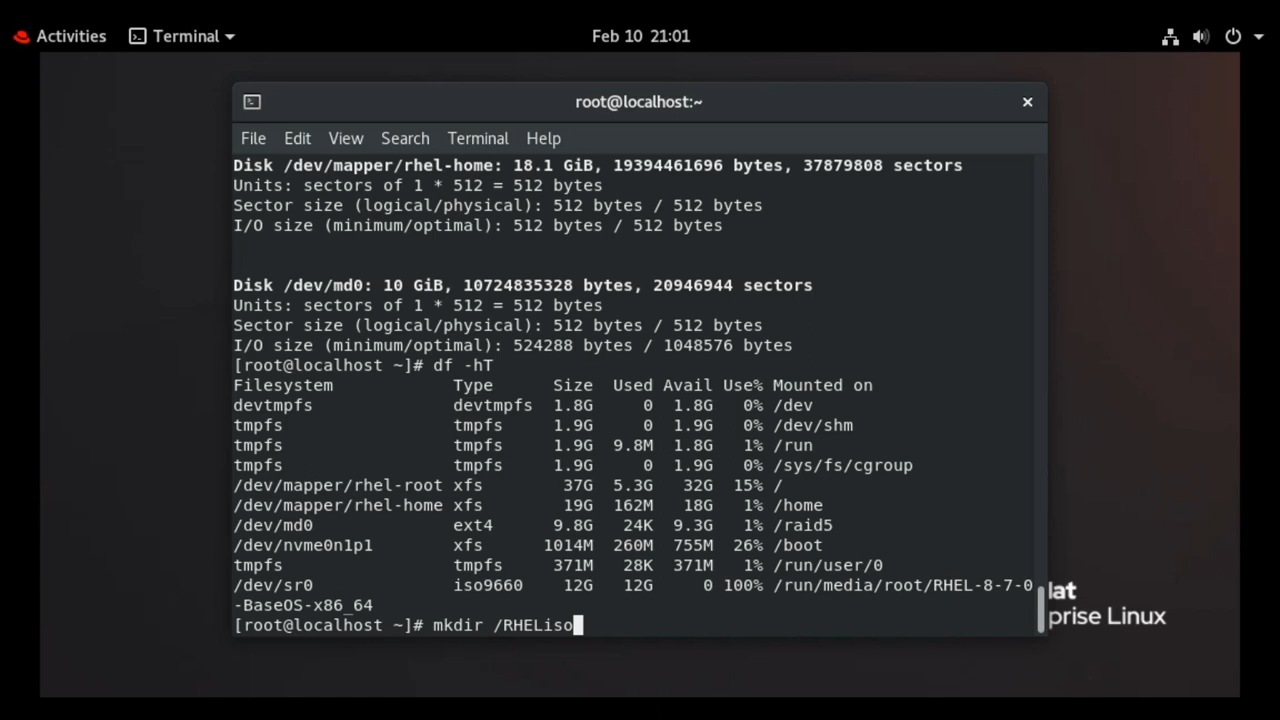 Activities Terminal Feb 10 21:01
root@localhost:~
File Edit View Search Terminal Help
Disk /dev/mapper/rhel-home: 18.1 GiB, 19394461696 bytes, 37879808 sectors
Units: sectors of 1 * 512 = 512 bytes
Sector size (logical/physical): 512 bytes / 512 bytes
I/O size (minimum/optimal): 512 bytes / 512 bytes
Disk /dev/md0: 10 GiB, 10724835328 bytes, 20946944 sectors
Units: sectors of 1 * 512 = 512 bytes
Sector size (logical/physical): 512 bytes / 512 bytes
I/O size (minimum/optimal): 524288 bytes / 1048576 bytes
[root@localhost ~]# df -hT
Filesystem Type Size Used Avail Use% Mounted on
devtmpfs devtmpfs 1.8G 0 1.8G 0% /dev
tmpfs tmpfs 1.9G 0 1.9G 0% /dev/shm
tmpfs tmpfs 1.9G 9.8M 1.8G 1% /run
tmpfs tmpfs 1.9G 0 1.9G 0% /sys/fs/cgroup
/dev/mapper/rhel-root xfs 37G 5.3G 32G 15% /
/dev/mapper/rhel-home xfs 19G 162M 18G 1% /home
/dev/md0 ext4 9.8G 24K 9.3G 1% /raid5
/dev/nvme0n1p1 xfs 1014M 260M 755M 26% /boot
tmpfs tmpfs 371M 28K 371M 1% /run/user/0
/dev/sr0 iso9660 12G 12G 0 100% /run/media/root/RHEL-8-7-0
-BaseOS-x86_64
[root@localhost ~]# mkdir /RHELiso
lat
prise Linux